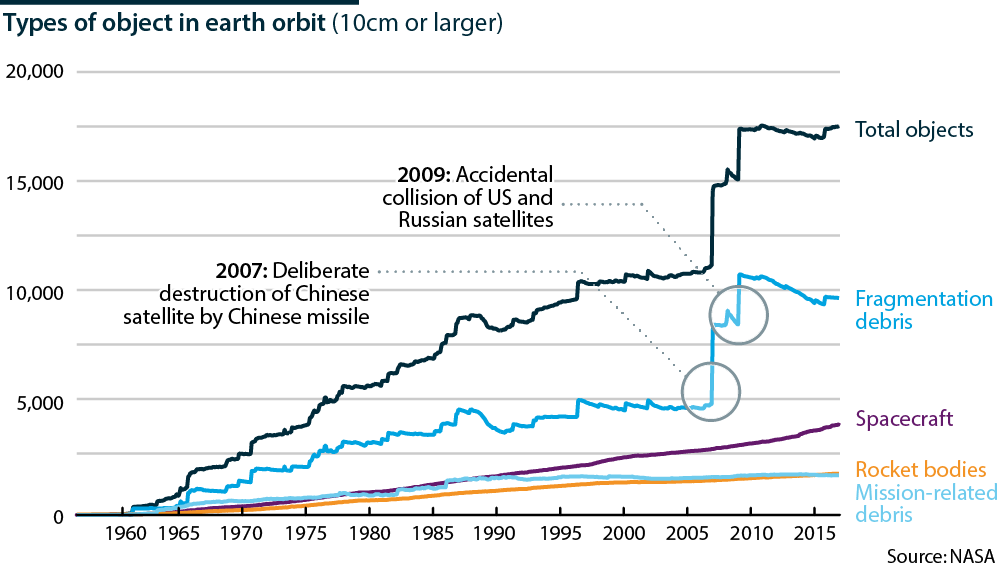 Types of object in earth orbit (10cm or larger)
20,000
15,000
10,000
5,000
0
2009: Accidental
collision of US and
Russian satellites
2007: Deliberate
destruction of Chinese
satellite by Chinese missile
Total objects
Fragmentation
debris
Spacecraft
Rocket bodies
Mission-related
debris
1960 1965 1970 1975 1980 1985 1990 1995 2000 2005 2010 2015
Source: NASA